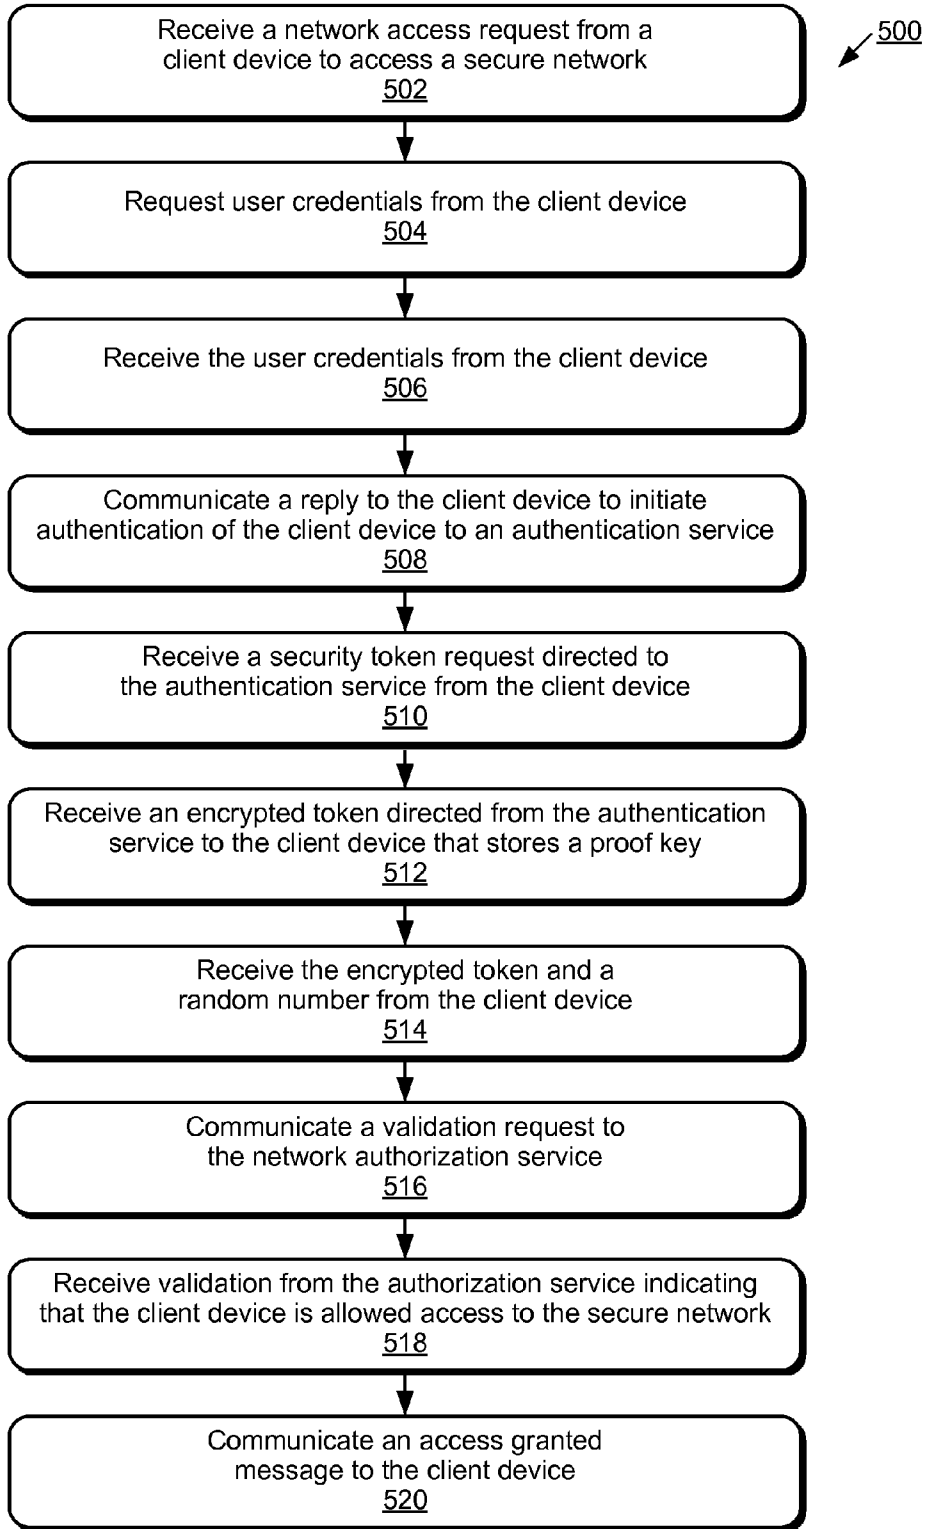 500
Receive a network access request from a
client device to access a secure network
502
Request user credentials from the client device
504
Receive the user credentials from the client device
506
Communicate a reply to the client device to initiate
authentication of the client device to an authentication service
508
Receive a security token request directed to
the authentication service from the client device
510
Receive an encrypted token directed from the authentication
service to the client device that stores a proof key
512
Receive the encrypted token and a
random number from the client device
514
Communicate a validation request to
the network authorization service
516
Receive validation from the authorization service indicating
that the client device is allowed access to the secure network
518
Communicate an access granted
message to the client device
520